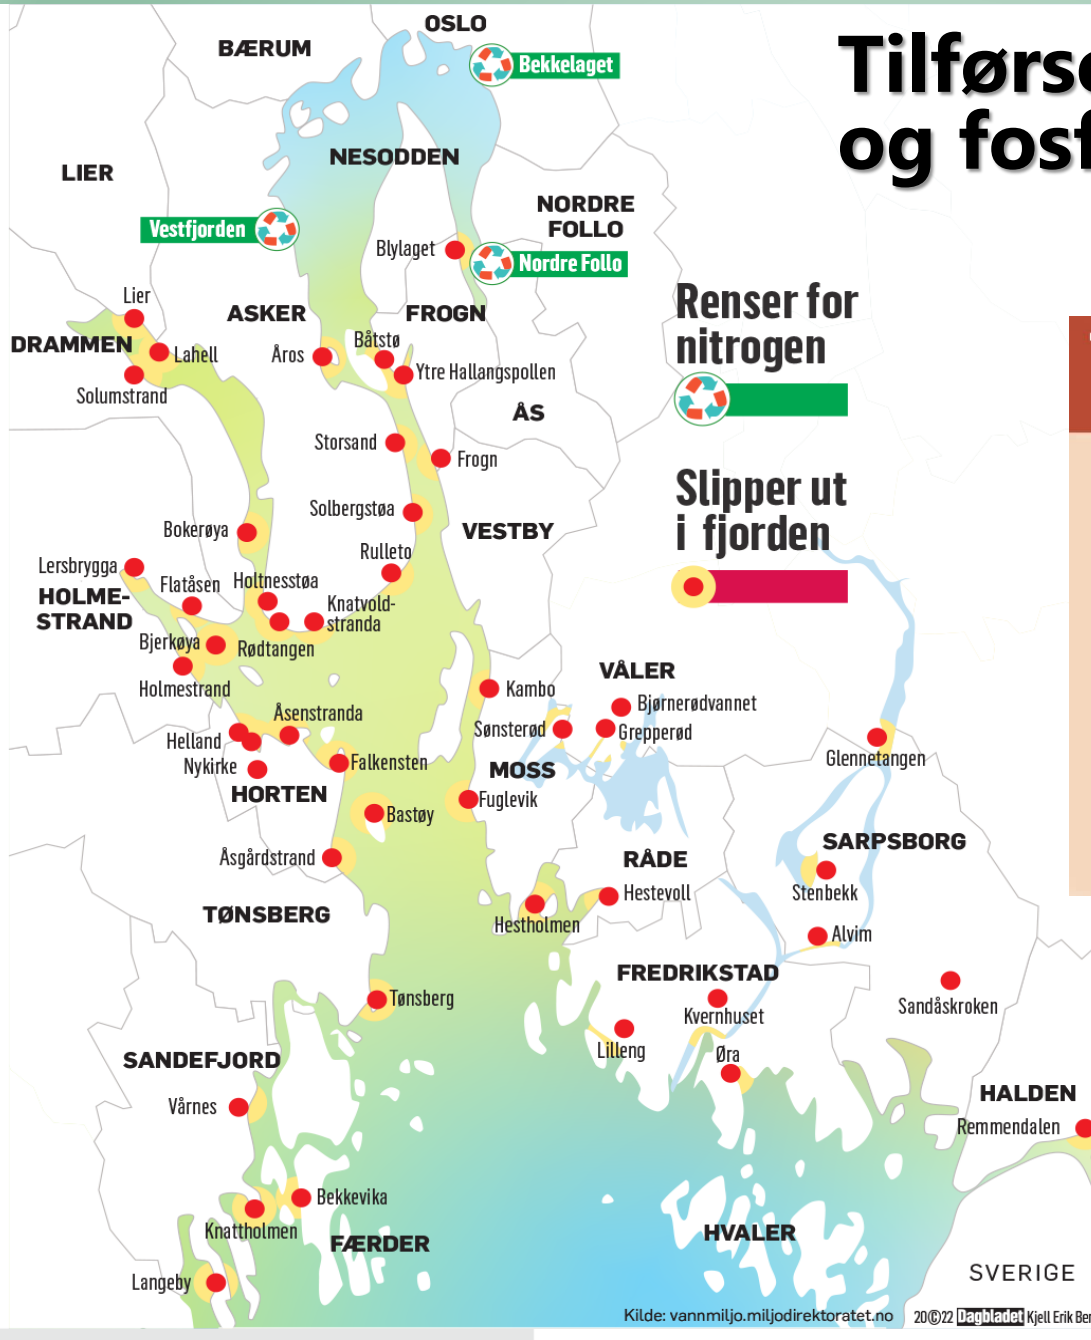 OSLO
BÆRUM
Bekkelaget
Tilførs
og fos
NESODDEN
LIER
NORDRE
FOLLO
Vestfjorden
Blylaget
Nordre Follo
Lier
ASKER
FROGN
Renser for
nitrogen
DRAMMEN
Lahell
Åros
Båtstø
Ytre Hallangspollen
Solumstrand
ÅS
Storsand
Frogn
Slipper ut
i fjorden
Solbergstøa
VESTBY
Bokerøya
Rulleto
Lersbrygga
Flatåsen
Holtnesstøa
HOLME-
STRAND
Knatvold-
stranda
Bjerkøya
Rødtangen
Holmestrand
VÅLER
Kambo
Bjørnerødvannet
Åsenstranda
Sønsterød
Grepperød
Helland
Nykirke
Falkensten
MOSS
Glennetangen
HORTEN
Fuglevik
Bastøy
SARPSBORG
Åsgårdstrand
RÅDE
Stenbekk
Hestevoll
TØNSBERG
Hestholmen
Alvim
FREDRIKSTAD
Tønsberg
Kvernhuset
Sandåskroken
Lilleng
Øra
SANDEFJORD
HALDEN
Vårnes
Remmendalen
Bekkevika
Knattholmen
FÆRDER
HVALER
Langeby
SVERIGE
Kilde: vannmiljo.miljodirektoratet.no
20©22 Dagbladet Kjell Erik